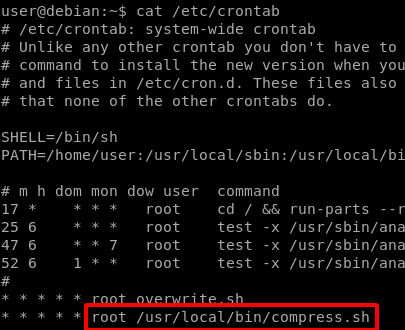 user@debian:~$ cat /etc/crontab
# /etc/crontab: system-wide crontab
# Unlike any other crontab you don't have to
# command to install the new version when you
# and files in /etc/cron.d. These files also
# that none of the other crontabs do.
SHELL=/bin/sh
PATH=/home/user:/usr/local/sbin:/usr/local/bi
# m h dom mon dow user  command
17 *    * * *   root    cd / && run-parts --r
25 6    * * *   root    test -x /usr/sbin/ana
47 6    * * 7   root    test -x /usr/sbin/ana
52 6    1 * *   root    test -x /usr/sbin/ana
#
* * * * * root overwrite.sh
* * * * * root /usr/local/bin/compress.sh